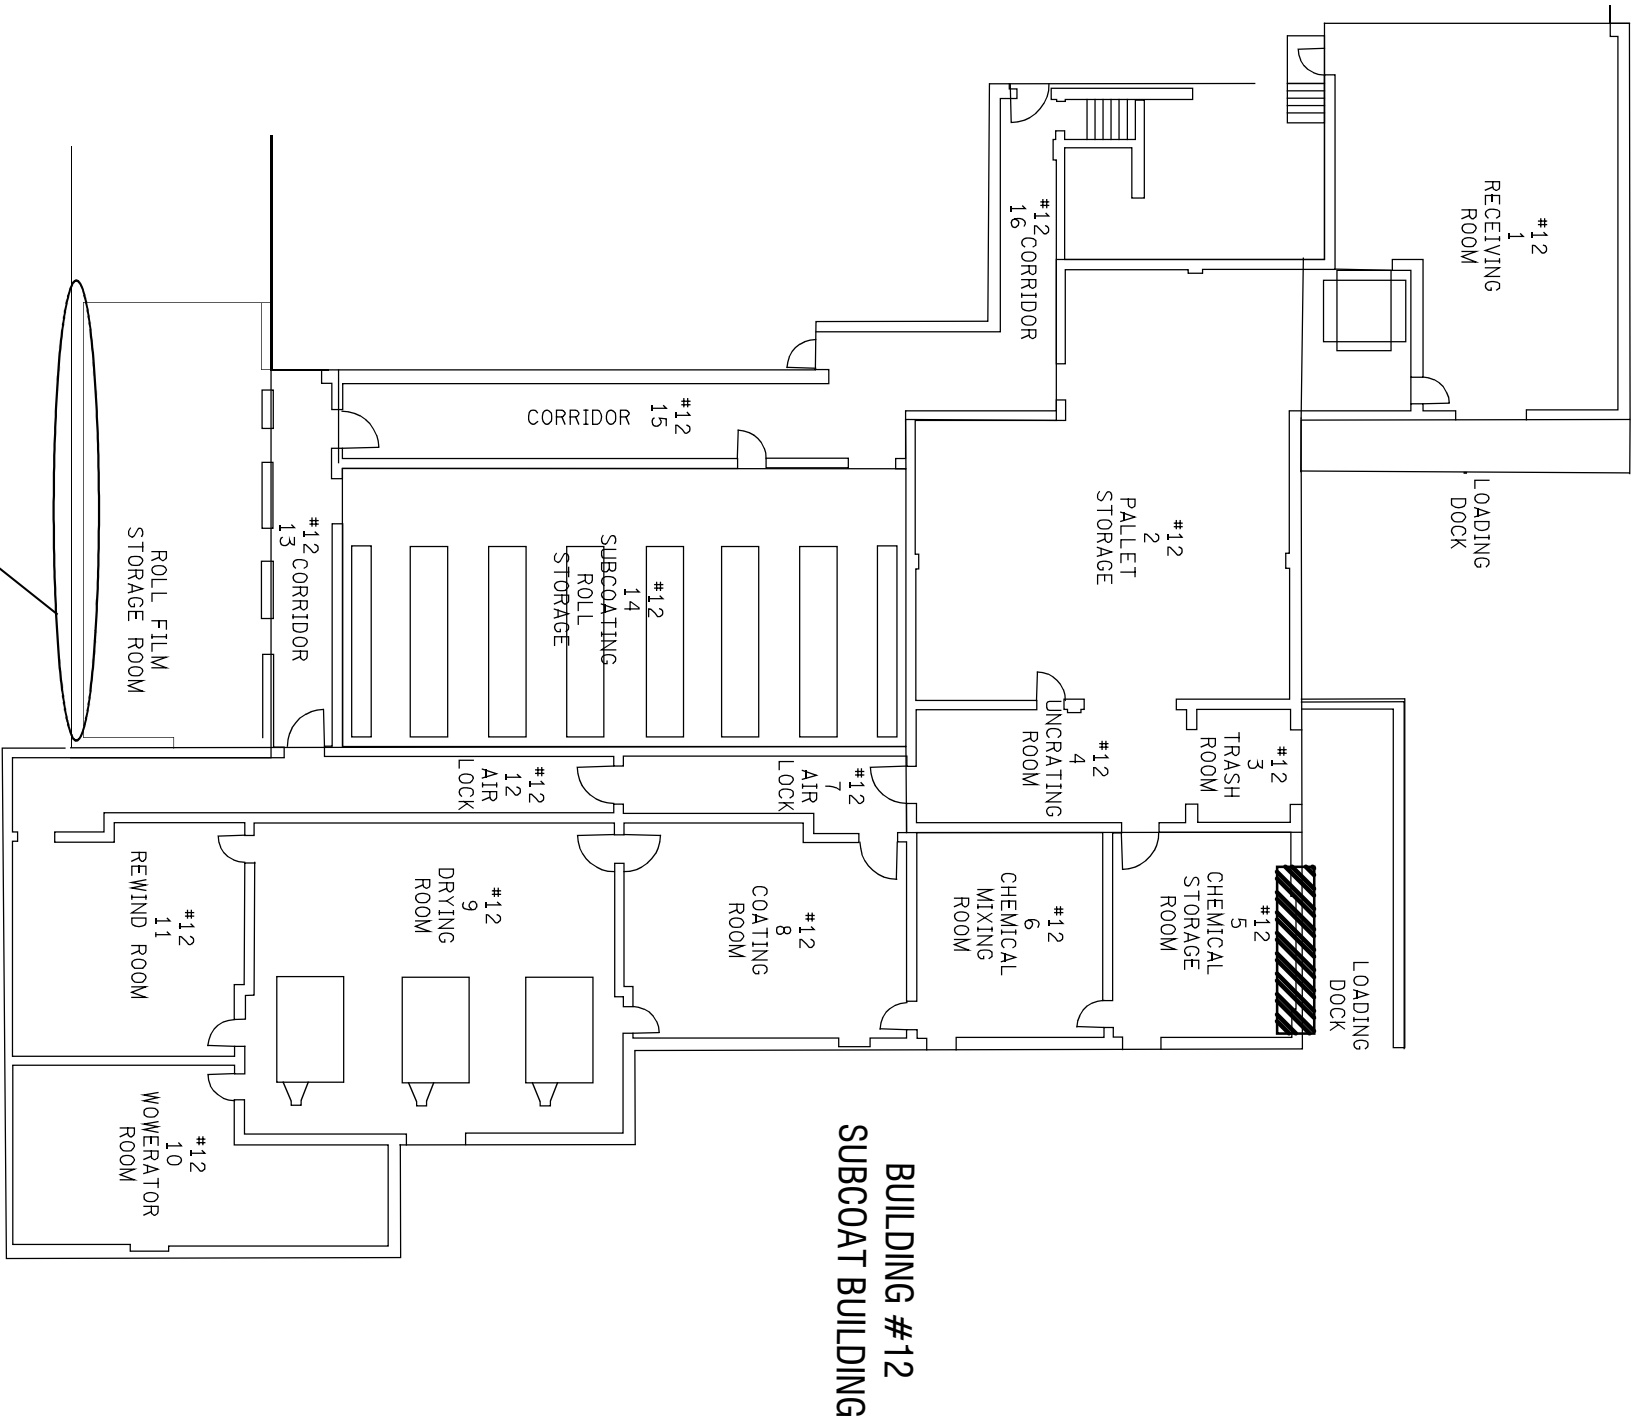 #12
1
RECEIVING
ROOM
LOADING
DOCK
#12
16 CORRIDOR
#12
2
PALLET
STORAGE
#12
3
TRASH
ROOM
#12
4
UNCRATING
ROOM
LOADING
DOCK
#12
5
CHEMICAL
STORAGE
ROOM
#12
6
CHEMICAL
MIXING
ROOM
#12
7
AIR
LOCK
#12
8
COATING
ROOM
#12
9
DRYING
ROOM
#12
10
WOWERATOR
ROOM
#12
11
REWIND ROOM
#12
12
AIR
LOCK
#12
13 CORRIDOR
#12
14
SUBCOATING
ROLL
STORAGE
#12
15
CORRIDOR
ROLL FILM
STORAGE ROOM
BUILDING #12
SUBCOAT BUILDING